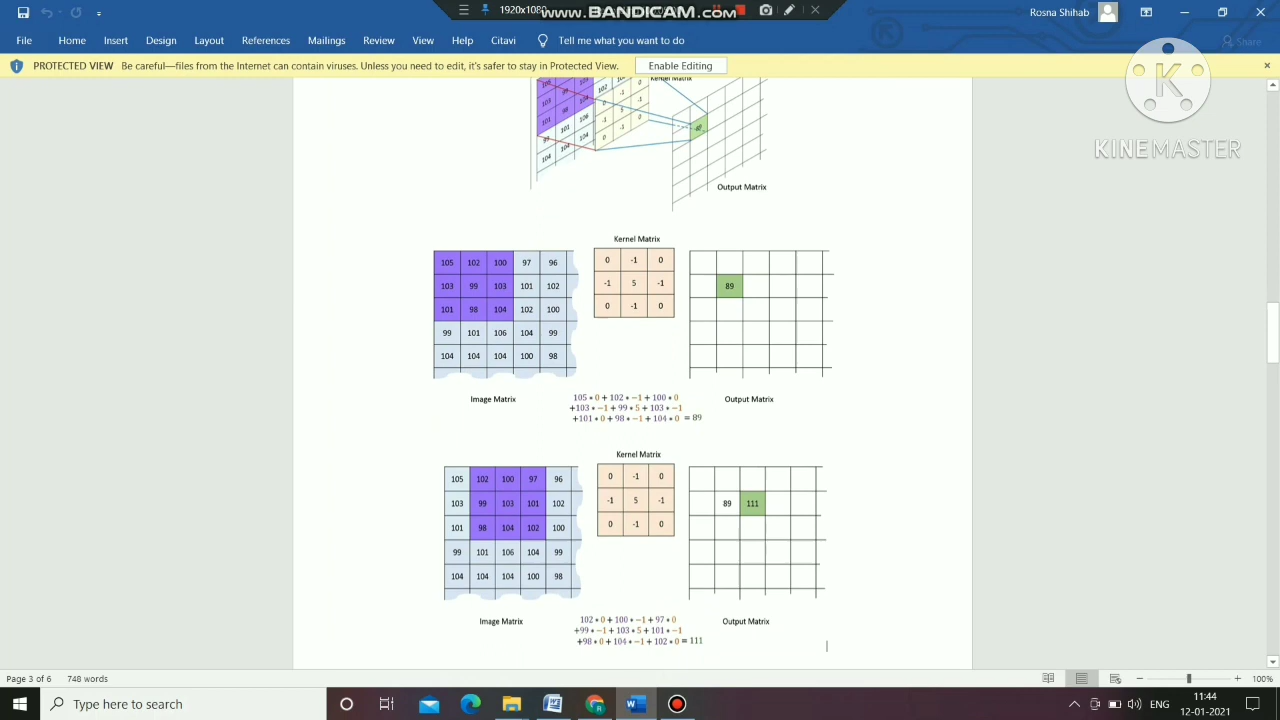 1920x1080
WWW.BANDICAM.COM
Rosna Shihab
File Home Insert Design Layout References Mailings Review View Help Citavi Tell me what you want to do Share
PROTECTED VIEW Be careful—files from the Internet can contain viruses. Unless you need to edit, it's safer to stay in Protected View. Enable Editing
K
KINEMASTER
Kernel Matrix
101 106
97 101 104
104 104
Output Matrix
Kernel Matrix
105 102 100 97 96
0 -1 0
103 99 103 101 102
-1 5 -1
89
101 98 104 102 100
0 -1 0
99 101 106 104 99
104 104 104 100 98
Image Matrix
105 * 0 + 102 * -1 + 100 * 0
+103 * -1 + 99 * 5 + 103 * -1
+101 * 0 + 98 * -1 + 104 * 0 = 89
Output Matrix
Kernel Matrix
105 102 100 97 96
0 -1 0
103 99 103 101 102
-1 5 -1
89 111
101 98 104 102 100
0 -1 0
99 101 106 104 99
104 104 104 100 98
Image Matrix
102 * 0 + 100 * -1 + 97 * 0
+99 * -1 + 103 * 5 + 101 * -1
+98 * 0 + 104 * -1 + 102 * 0 = 111
Output Matrix
Page 3 of 6 748 words 100%
Type here to search
ENG
11:44
12-01-2021